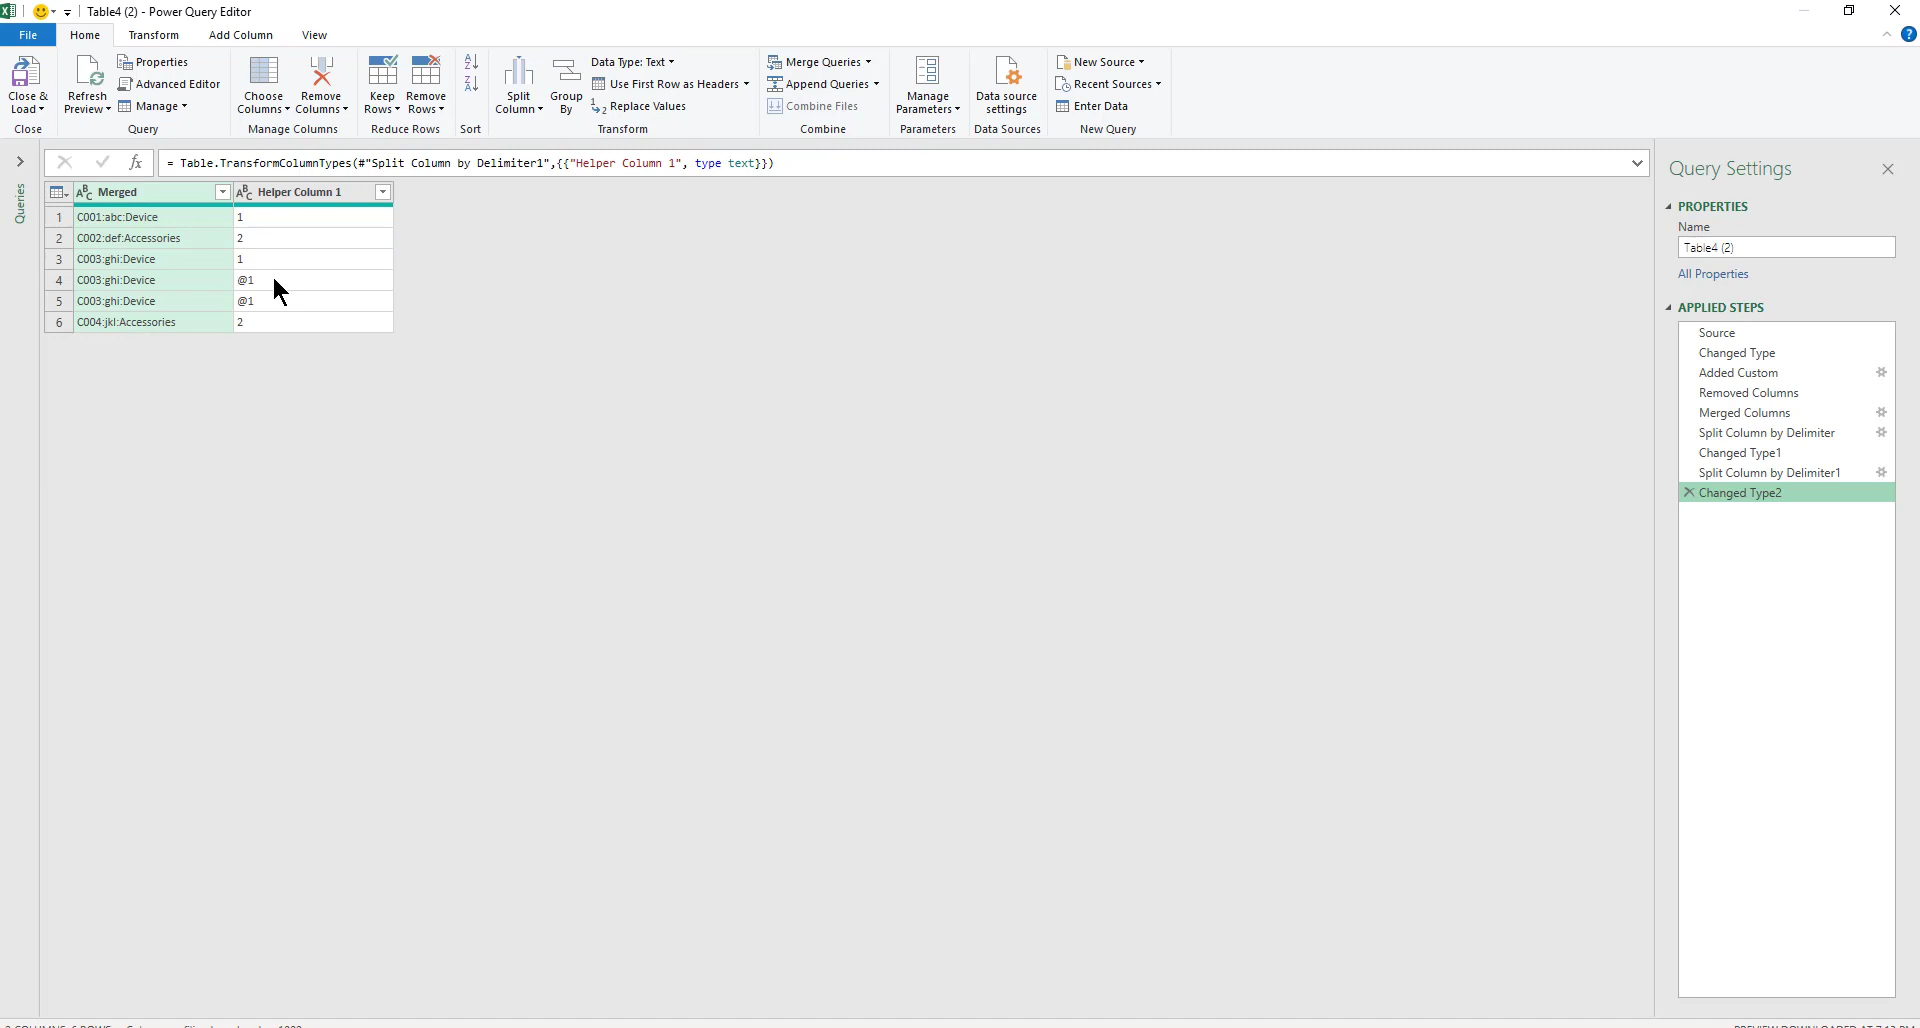 Table4 (2) - Power Query Editor
File Home Transform Add Column View
Close & Load
Close
Refresh Preview
Properties
Advanced Editor
Manage
Query
Choose Columns
Remove Columns
Manage Columns
Keep Rows
Remove Rows
Reduce Rows
Sort
Split Column
Group By
Data Type: Text
Use First Row as Headers
Replace Values
Transform
Merge Queries
Append Queries
Combine Files
Combine
Manage Parameters
Parameters
Data source settings
Data Sources
New Source
Recent Sources
Enter Data
New Query
Queries
= Table.TransformColumnTypes(#"Split Column by Delimiter1",{{"Helper Column 1", type text}})
Merged Helper Column 1
1 C001:abc:Device 1
2 C002:def:Accessories 2
3 C003:ghi:Device 1
4 C003:ghi:Device @1
5 C003:ghi:Device @1
6 C004:jkl:Accessories 2
Query Settings
PROPERTIES
Name
Table4 (2)
All Properties
APPLIED STEPS
Source
Changed Type
Added Custom
Removed Columns
Merged Columns
Split Column by Delimiter
Changed Type1
Split Column by Delimiter1
Changed Type2